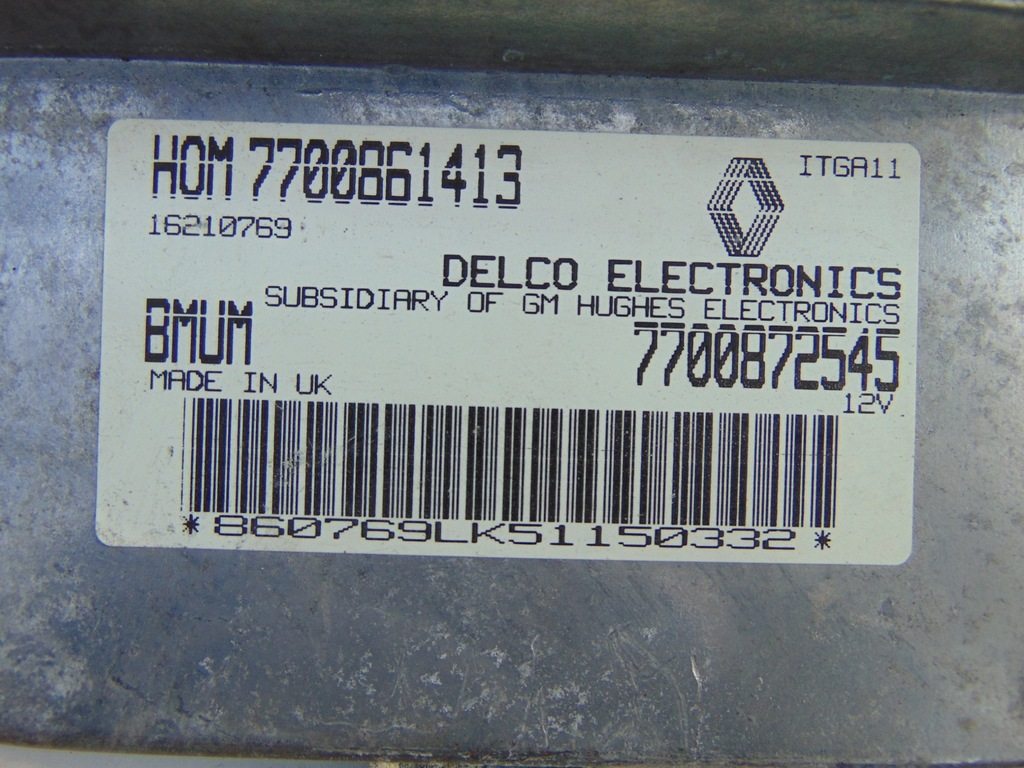 HOM 7700861413
ITGA11
16210769
DELCO ELECTRONICS
SUBSIDIARY OF GM HUGHES ELECTRONICS
BMUM
7700872545
MADE IN UK
12V
*860769LK51150332*